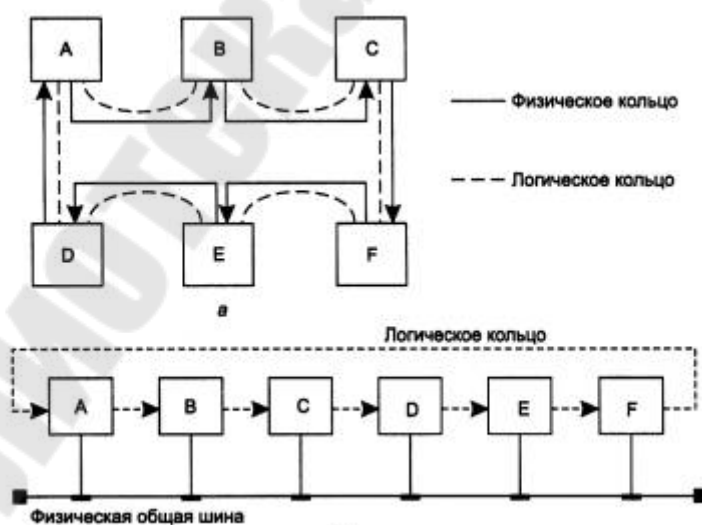 A B C
Физическое кольцо
Логическое кольцо
D E F
а
Логическое кольцо
A B C D E F
Физическая общая шина